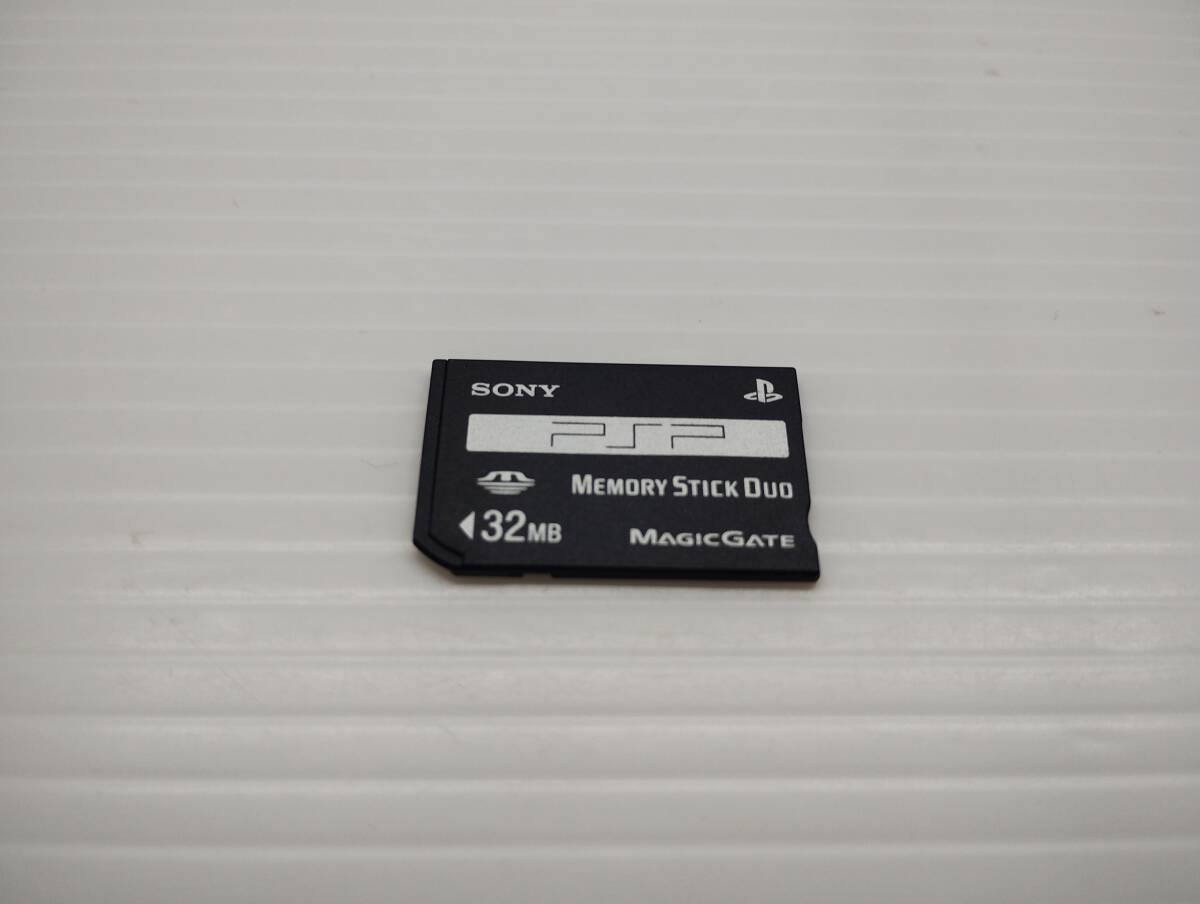 SONY
PSP
MEMORY STICK DUO
32MB
MAGICGATE